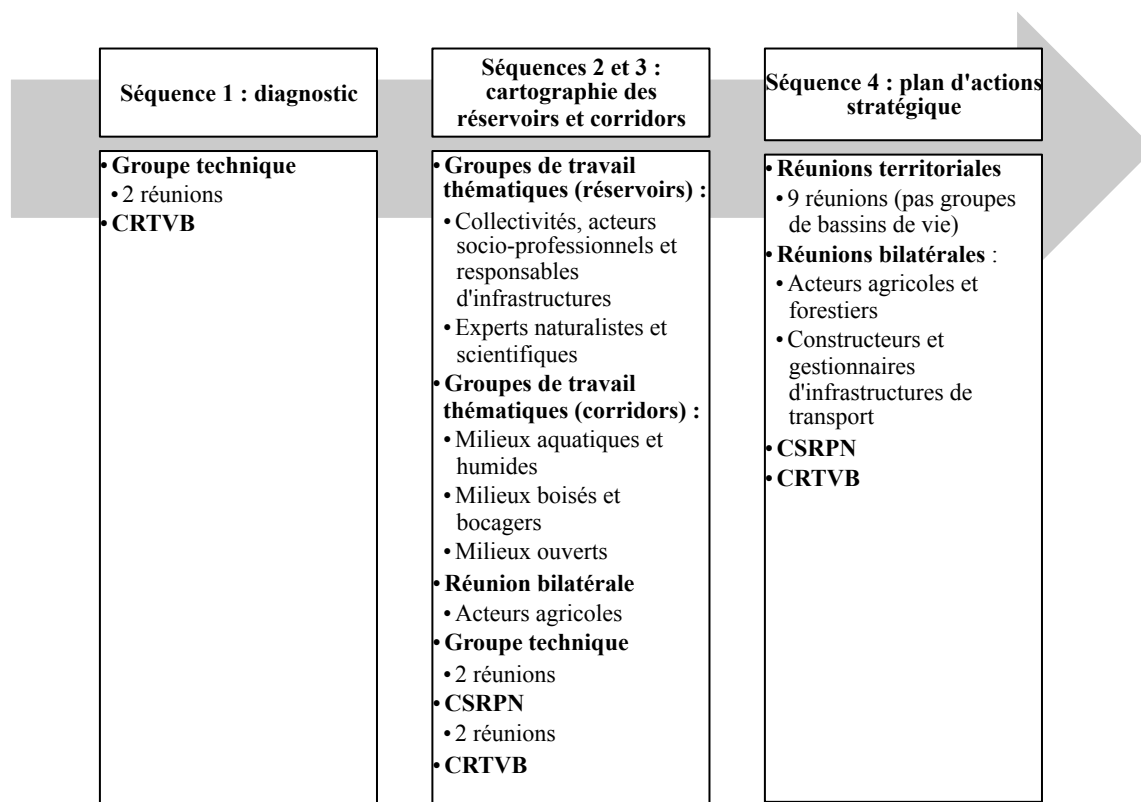 Séquence 1 : diagnostic
• Groupe technique
• 2 réunions
• CRTVB
Séquences 2 et 3 :
cartographie des
réservoirs et corridors
• Groupes de travail
thématiques (réservoirs) :
• Collectivités, acteurs
socio-professionnels et
responsables
d'infrastructures
• Experts naturalistes et
scientifiques
• Groupes de travail
thématiques (corridors) :
• Milieux aquatiques et
humides
• Milieux boisés et
bocagers
• Milieux ouverts
• Réunion bilatérale
• Acteurs agricoles
• Groupe technique
• 2 réunions
• CSRPN
• 2 réunions
• CRTVB
Séquence 4 : plan d'actions
stratégique
• Réunions territoriales
• 9 réunions (pas groupes
de bassins de vie)
• Réunions bilatérales :
• Acteurs agricoles et
forestiers
• Constructeurs et
gestionnaires
d'infrastructures de
transport
• CSRPN
• CRTVB